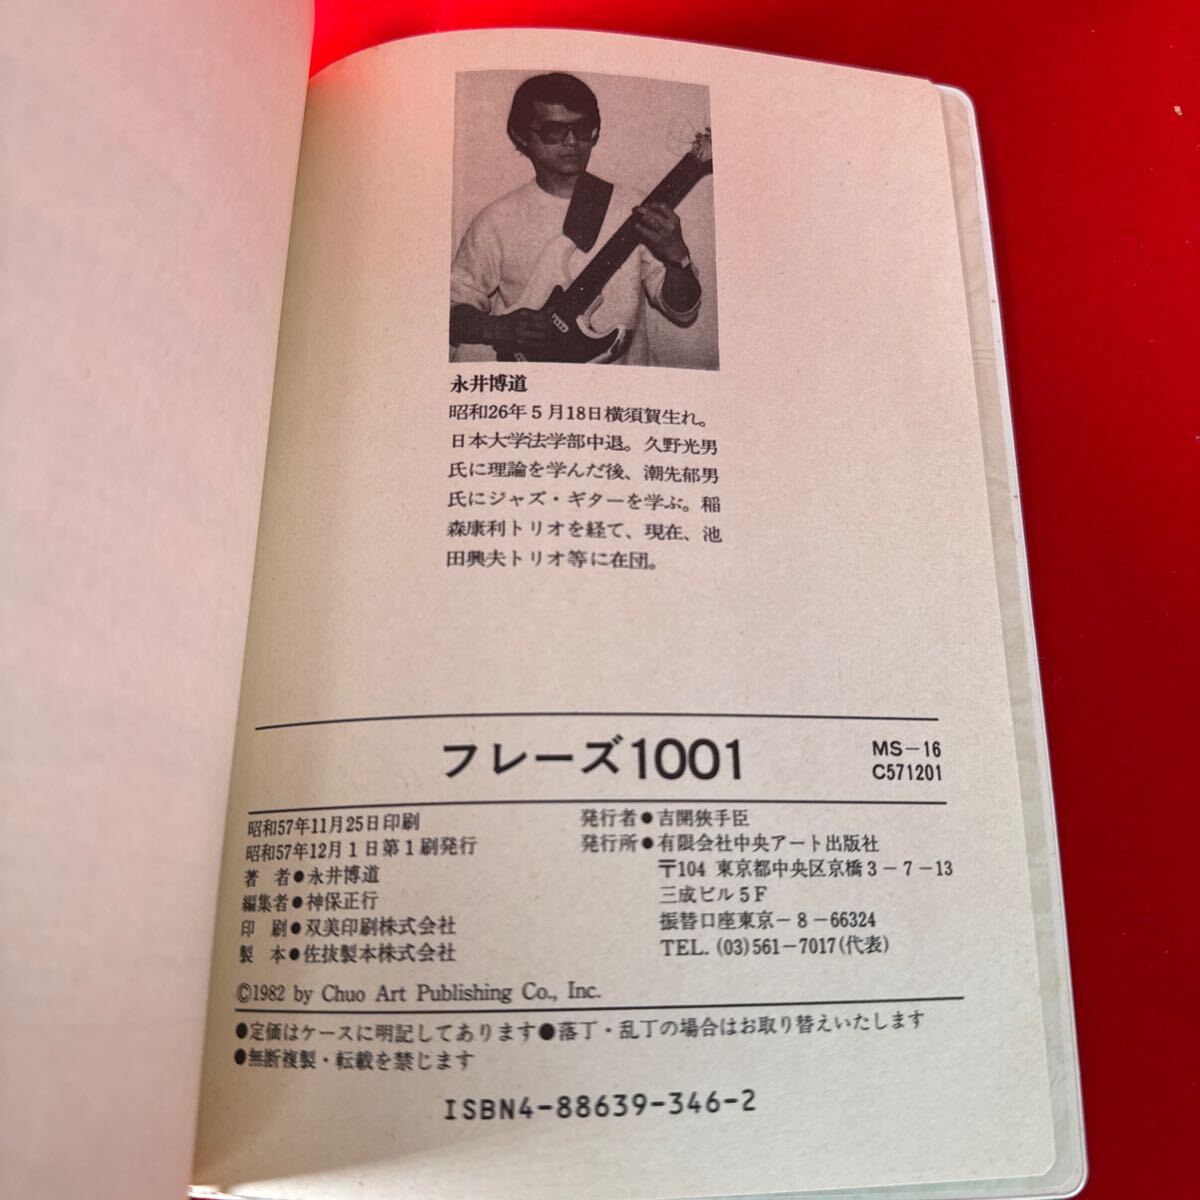 永井博道
昭和26年5月18日横須賀生れ。
日本大学法学部中退。久野光男
氏に理論を学んだ後、潮先郁男
氏にジャズ・ギターを学ぶ。稲
森康利トリオを経て、現在、池
田興夫トリオ等に在団。
フレーズ1001
MS-16
C571201
昭和57年11月25日印刷
昭和57年12月1日第1刷発行
著 者●永井博道
編集者●神保正行
印 刷●双美印刷株式会社
製 本●佐抜製本株式会社
発行者●吉開狭手臣
発行所●有限会社中央アート出版社
〒104 東京都中央区京橋3-7-13
三成ビル5F
振替口座東京-8-66324
TEL. (03)561-7017(代表)
©1982 by Chuo Art Publishing Co., Inc.
●定価はケースに明記してあります●落丁・乱丁の場合はお取り替えいたします
●無断複製・転載を禁じます
ISBN4-88639-346-2